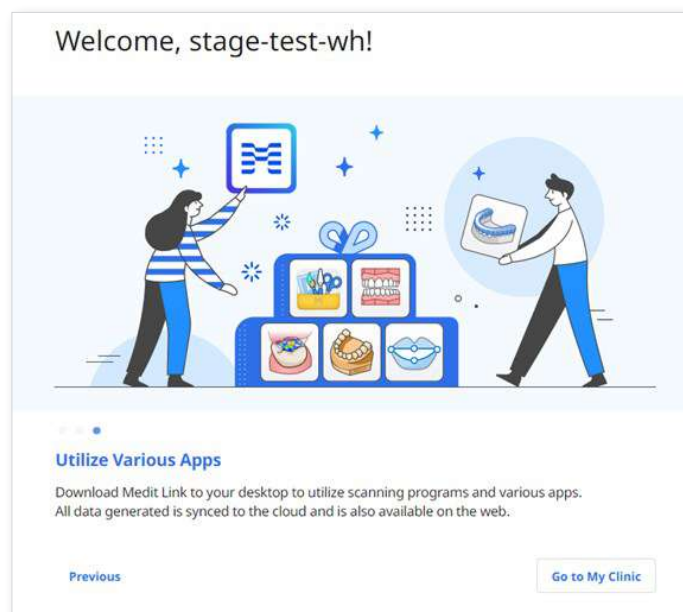 Welcome, stage-test-wh!
Utilize Various Apps
Download Medit Link to your desktop to utilize scanning programs and various apps.
All data generated is synced to the cloud and is also available on the web.
Previous
Go to My Clinic